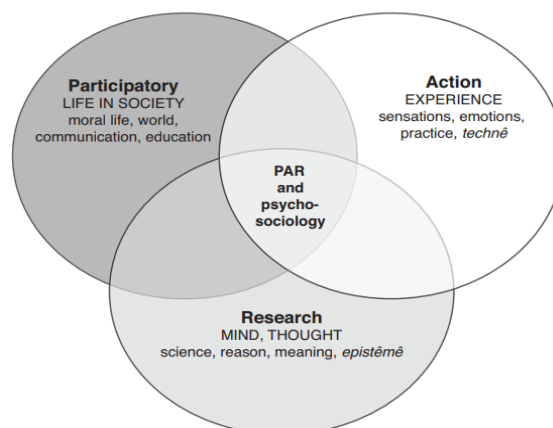 Participatory
LIFE IN SOCIETY
moral life, world,
communication, education
Action
EXPERIENCE
sensations, emotions,
practice, technê
PAR
and
psycho-
sociology
Research
MIND, THOUGHT
science, reason, meaning, epistêmê